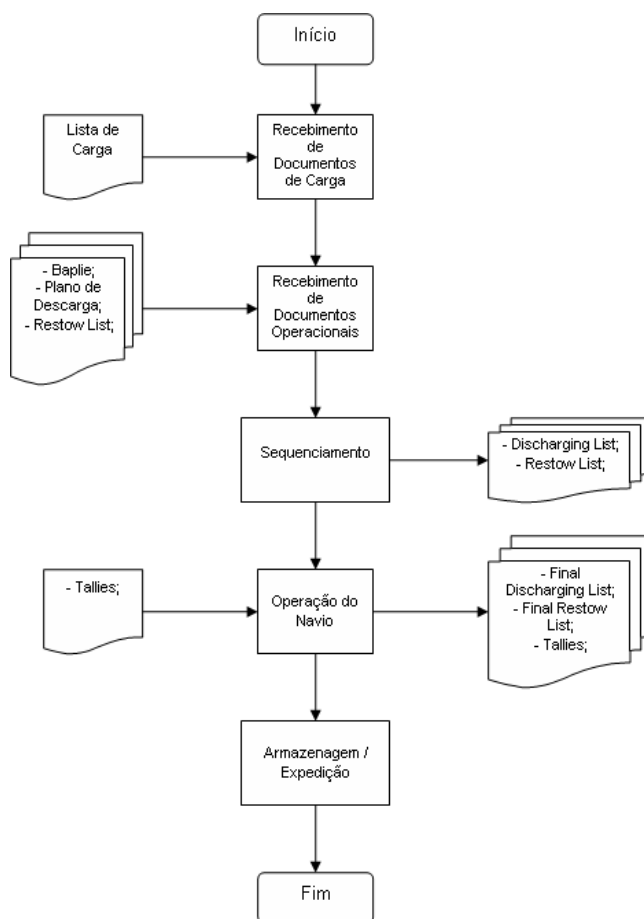 Início
Lista de
Carga
Recebimento
de
Documentos
de Carga
- Baplie;
- Plano de
Descarga;
- Restow List;
Recebimento
de
Documentos
Operacionais
Sequenciamento
- Discharging List;
- Restow List;
- Tallies;
Operação do
Navio
- Final
Discharging List;
- Final Restow
List;
- Tallies;
Armazenagem /
Expedição
Fim